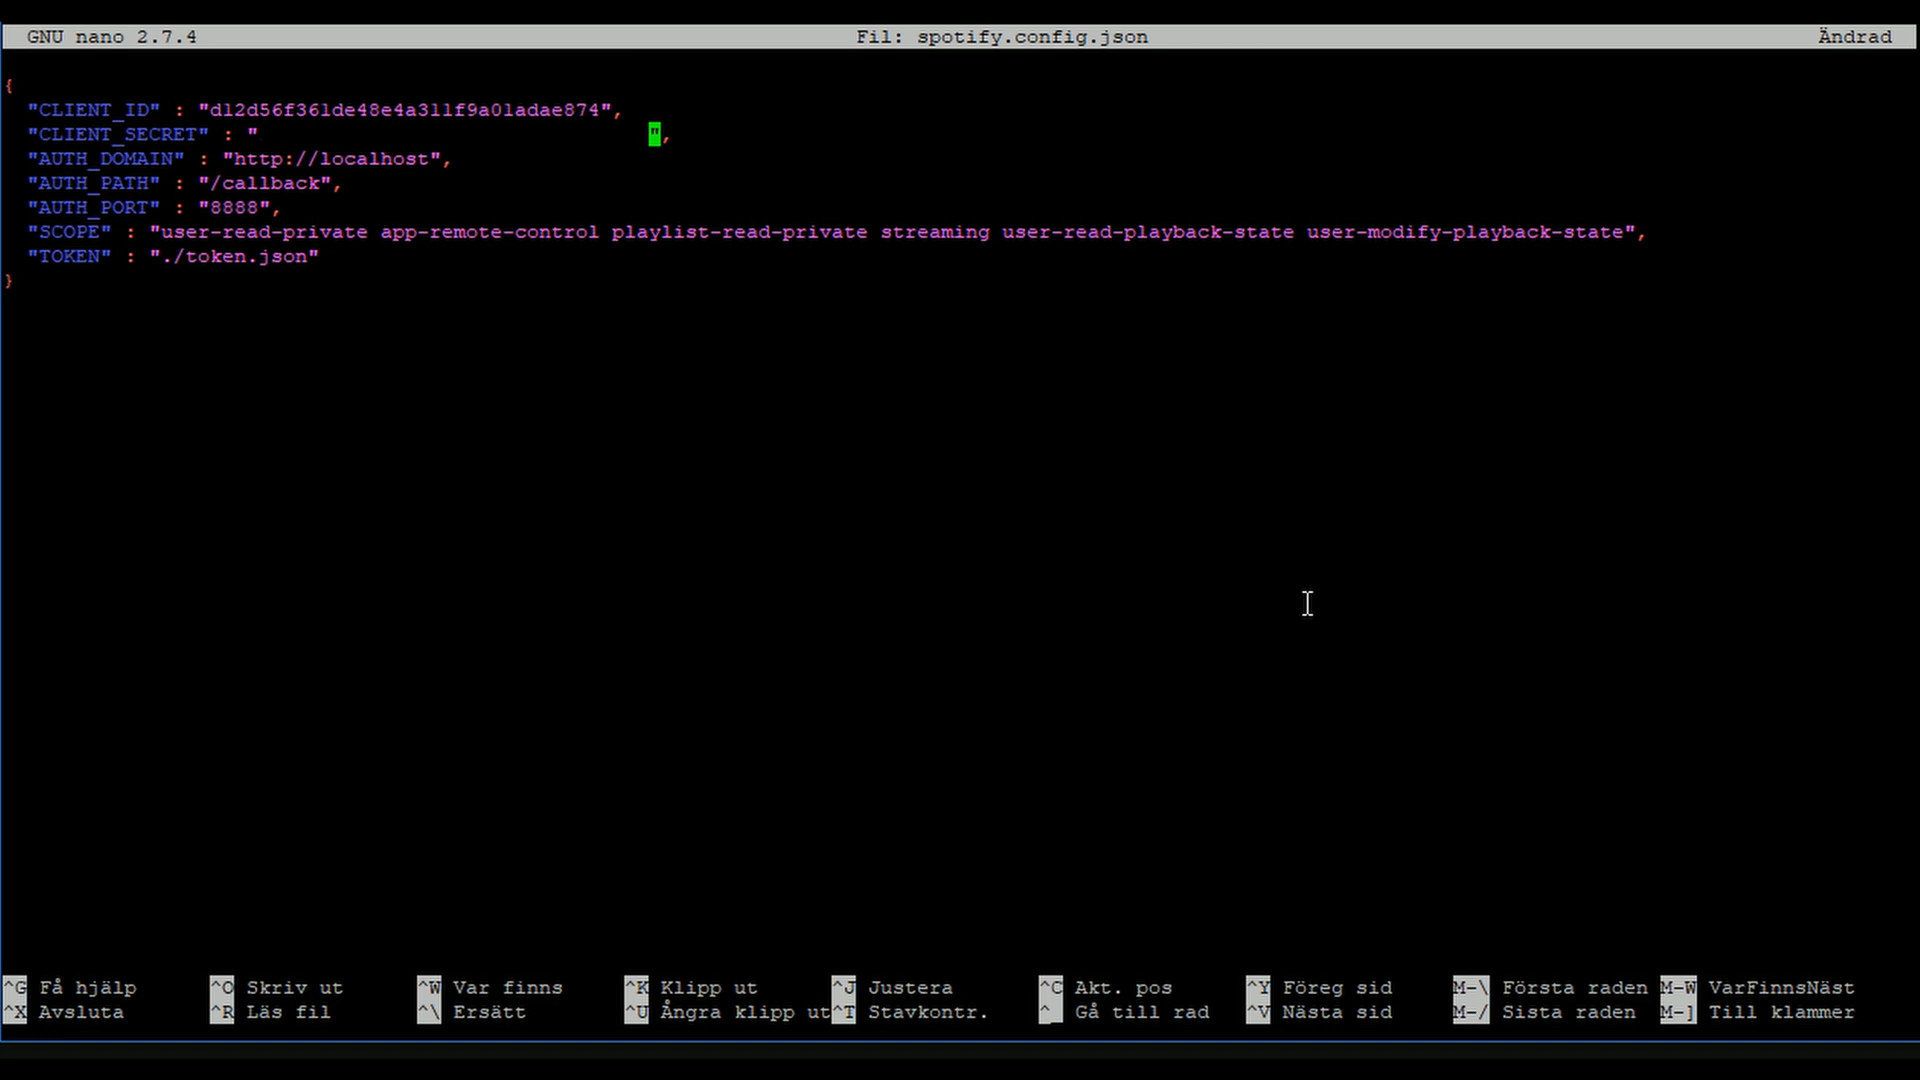 GNU nano 2.7.4 Fil: spotify.config.json Ändrad
{
"CLIENT_ID" : "d12d56f361de48e4a311f9a01adae874",
"CLIENT_SECRET" : " ",
"AUTH_DOMAIN" : "http://localhost",
"AUTH_PATH" : "/callback",
"AUTH_PORT" : "8888",
"SCOPE" : "user-read-private app-remote-control playlist-read-private streaming user-read-playback-state user-modify-playback-state",
"TOKEN" : "./token.json"
}
^G Få hjälp ^O Skriv ut ^W Var finns ^K Klipp ut ^J Justera ^C Akt. pos ^Y Föreg sid M-\ Första raden M-W VarFinnsNäst
^X Avsluta ^R Läs fil ^\ Ersätt ^U Ångra klipp ut ^T Stavkontr. ^_ Gå till rad ^V Nästa sid M-/ Sista raden M-] Till klammer